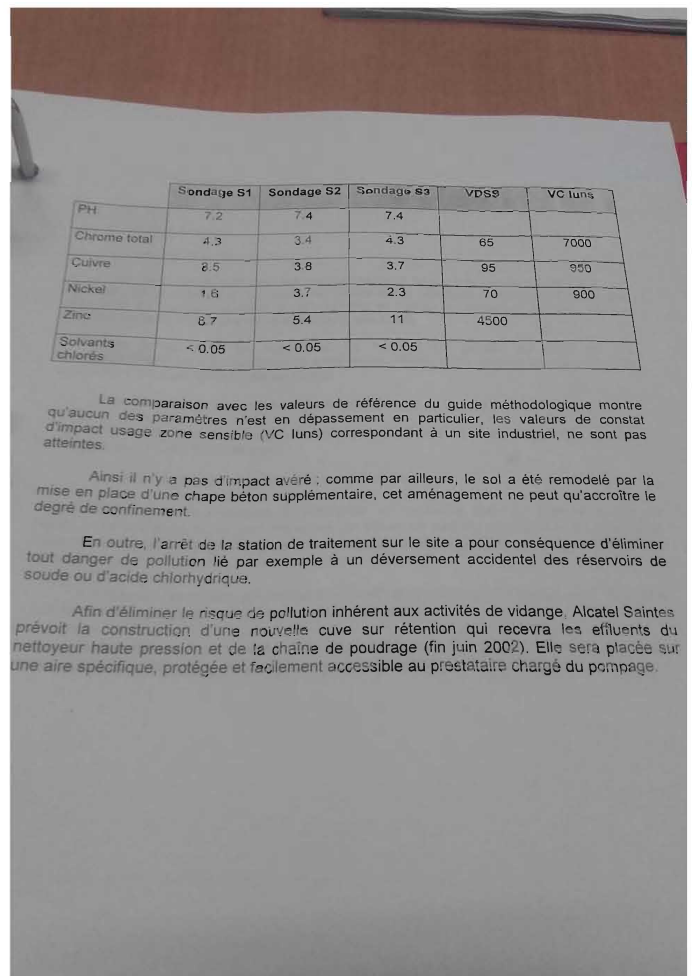 Sondage S1 Sondage S2 Sondage S3 VDSS VC luns
PH 7.2 7.4 7.4
Chrome total 4.3 3.4 4.3 65 7000
Cuivre 8.5 3.8 3.7 95 950
Nickel 1.6 3.7 2.3 70 900
Zinc 6.7 5.4 11 4500
Solvants chlorés < 0.05 < 0.05 < 0.05
La comparaison avec les valeurs de référence du guide méthodologique montre
qu'aucun des paramètres n'est en dépassement en particulier, les valeurs de constat
d'impact usage zone sensible (VC luns) correspondant à un site industriel, ne sont pas
atteintes.
Ainsi il n'y a pas d'impact avéré ; comme par ailleurs, le sol a été remodelé par la
mise en place d'une chape béton supplémentaire, cet aménagement ne peut qu'accroître le
degré de confinement.
En outre, l'arrêt de la station de traitement sur le site a pour conséquence d'éliminer
tout danger de pollution lié par exemple à un déversement accidentel des réservoirs de
soude ou d'acide chlorhydrique.
Afin d'éliminer le risque de pollution inhérent aux activités de vidange, Alcatel Saintes
prévoit la construction d'une nouvelle cuve sur rétention qui recevra les effluents du
nettoyeur haute pression et de la chaîne de poudrage (fin juin 2002). Elle sera placée sur
une aire spécifique, protégée et facilement accessible au prestataire chargé du pompage.